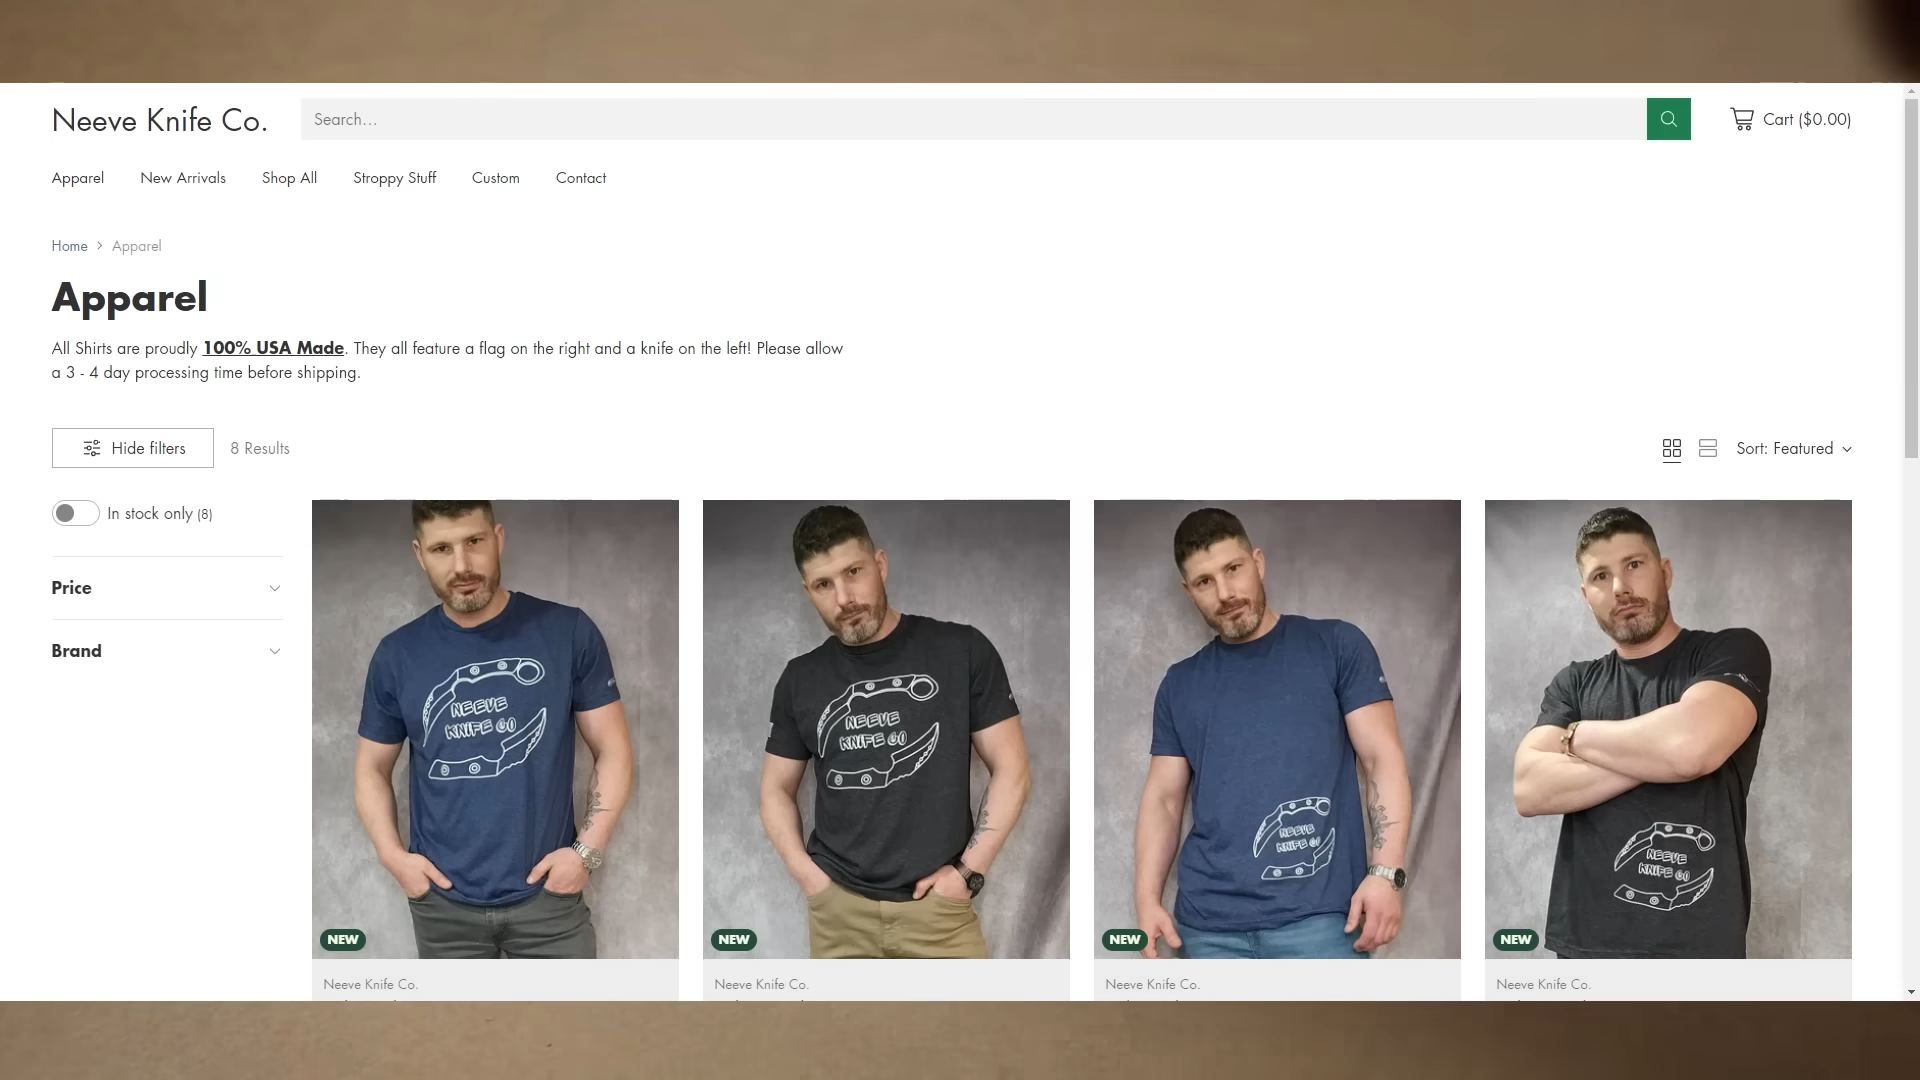 Neeve Knife Co.
Search...
Cart ($0.00)
Apparel
New Arrivals
Shop All
Stroppy Stuff
Custom
Contact
Home > Apparel
Apparel
All Shirts are proudly 100% USA Made. They all feature a flag on the right and a knife on the left! Please allow
a 3 - 4 day processing time before shipping.
Hide filters
8 Results
Sort: Featured
In stock only (8)
Price
Brand
NEEVE
KNIFE CO
NEW
Neeve Knife Co.
NEEVE
KNIFE CO
NEW
Neeve Knife Co.
NEEVE
KNIFE CO
NEW
Neeve Knife Co.
NEEVE
KNIFE CO
NEW
Neeve Knife Co.